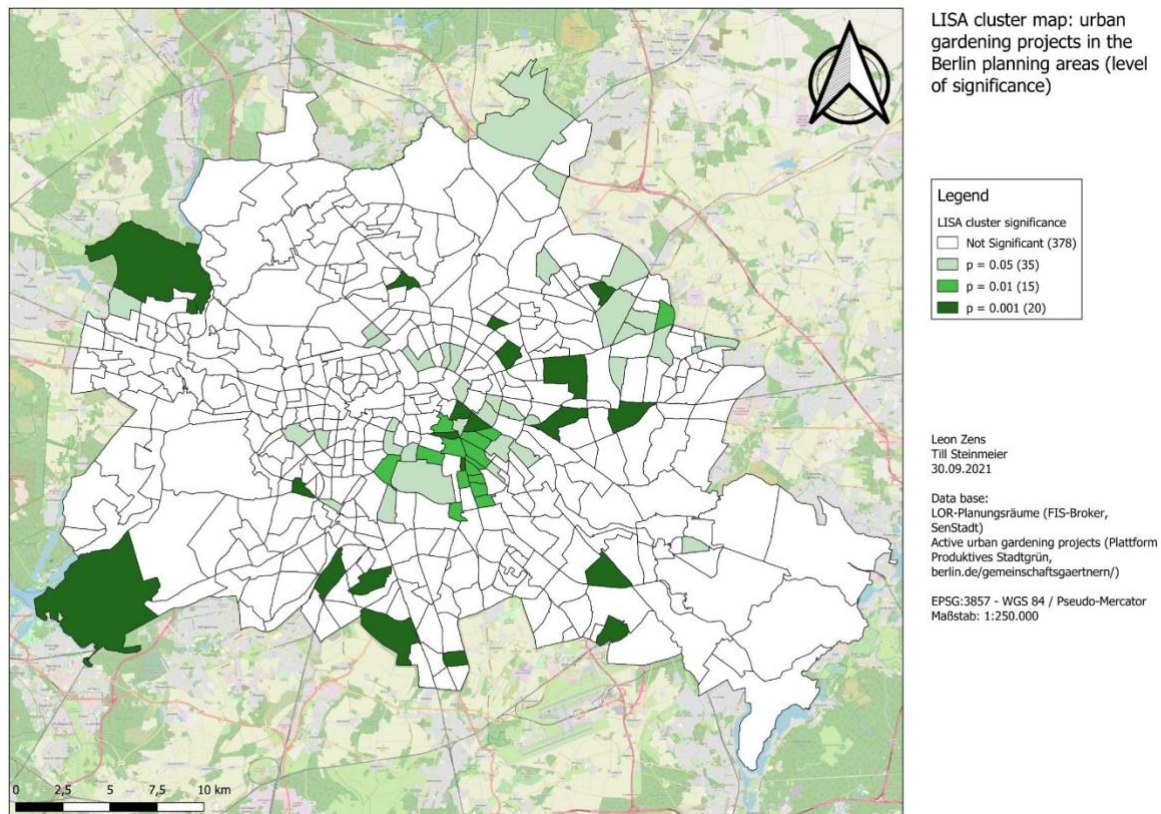 LISA cluster map: urban
gardening projects in the
Berlin planning areas (level
of significance)
Legend
LISA cluster significance
Not Significant (378)
p = 0.05 (35)
p = 0.01 (15)
p = 0.001 (20)
Leon Zens
Till Steinmeier
30.09.2021
Data base:
LOR-Planungsräume (FIS-Broker,
SenStadt)
Active urban gardening projects (Plattform
Produktives Stadtgrün,
berlin.de/gemeinschaftsgaertnern/)
EPSG:3857 - WGS 84 / Pseudo-Mercator
Maßstab: 1:250.000
0 2,5 5 7,5 10 km